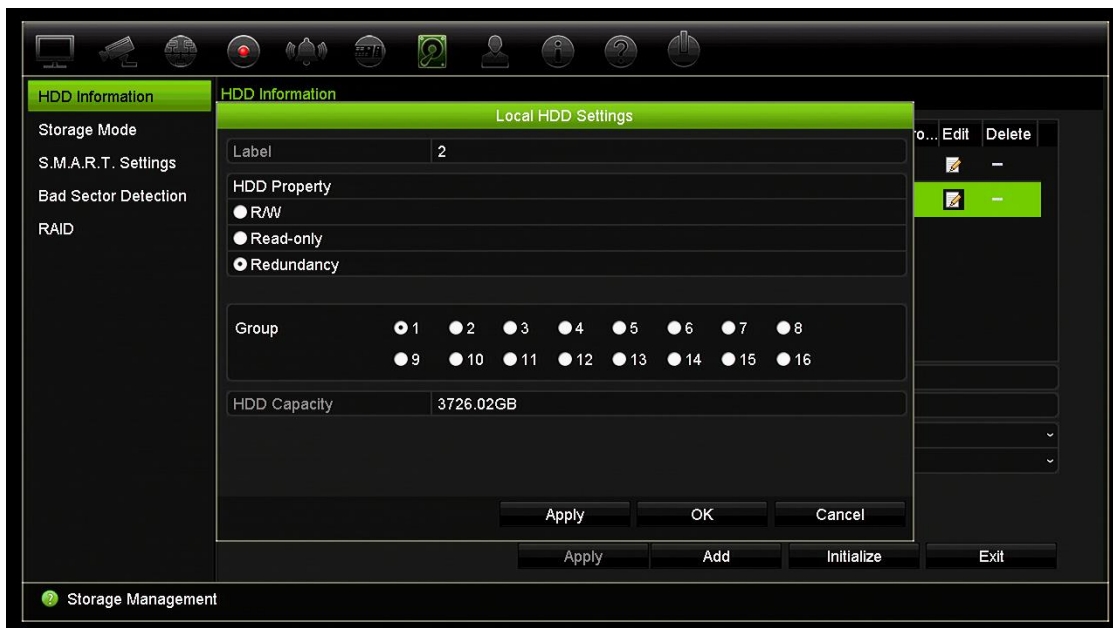 HDD Information
Storage Mode
S.M.A.R.T. Settings
Bad Sector Detection
RAID
HDD Information
Local HDD Settings
Label 2
HDD Property
R/W
Read-only
Redundancy
Group 1 2 3 4 5 6 7 8
9 10 11 12 13 14 15 16
HDD Capacity 3726.02GB
Apply OK Cancel
ro... Edit Delete
Apply Add Initialize Exit
Storage Management